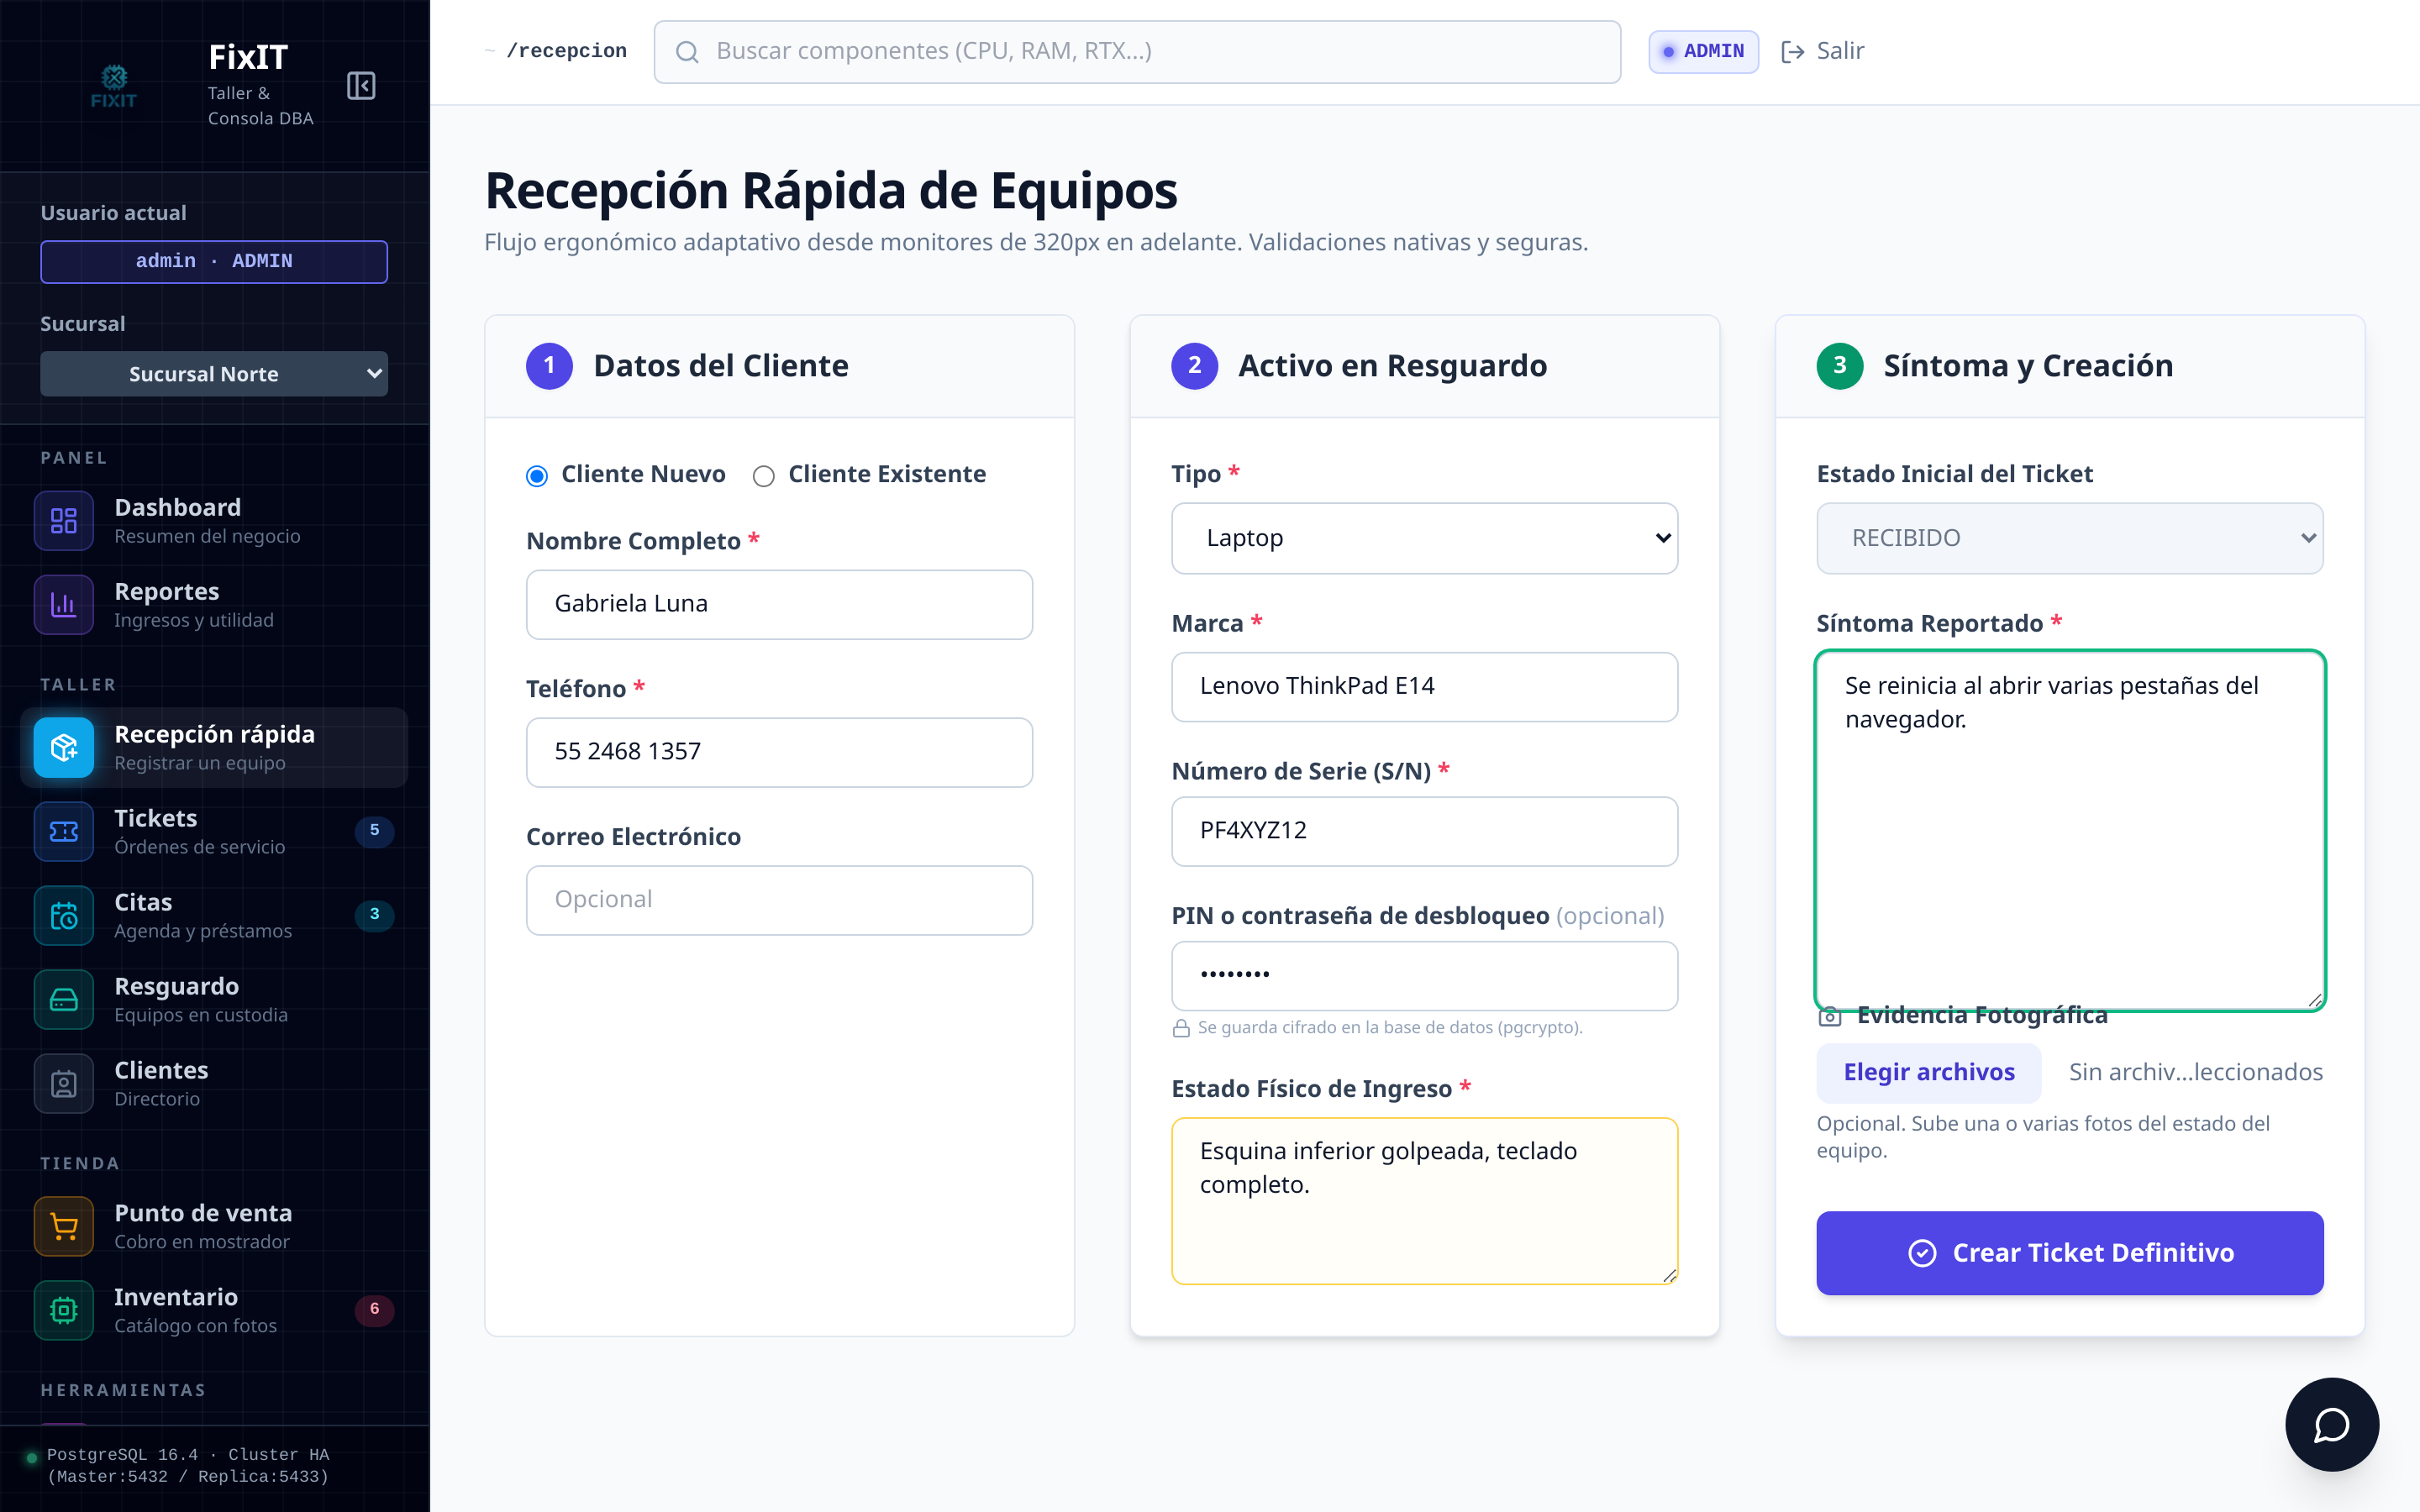 FIXIT
FixIT
Taller &
Consola DBA
Usuario actual
admin · ADMIN
Sucursal
Sucursal Norte
PANEL
Dashboard
Resumen del negocio
Reportes
Ingresos y utilidad
TALLER
Recepción rápida
Registrar un equipo
Tickets
Órdenes de servicio
5
Citas
Agenda y préstamos
3
Resguardo
Equipos en custodia
Clientes
Directorio
TIENDA
Punto de venta
Cobro en mostrador
Inventario
Catálogo con fotos
6
HERRAMIENTAS
PostgreSQL 16.4 · Cluster HA
(Master:5432 / Replica:5433)
~ /recepcion
Buscar componentes (CPU, RAM, RTX...)
ADMIN
Salir
Recepción Rápida de Equipos
Flujo ergonómico adaptativo desde monitores de 320px en adelante. Validaciones nativas y seguras.
1 Datos del Cliente
Cliente Nuevo
Cliente Existente
Nombre Completo *
Gabriela Luna
Teléfono *
55 2468 1357
Correo Electrónico
Opcional
2 Activo en Resguardo
Tipo *
Laptop
Marca *
Lenovo ThinkPad E14
Número de Serie (S/N) *
PF4XYZ12
PIN o contraseña de desbloqueo (opcional)
••••••••
Se guarda cifrado en la base de datos (pgcrypto).
Estado Físico de Ingreso *
Esquina inferior golpeada, teclado
completo.
3 Síntoma y Creación
Estado Inicial del Ticket
RECIBIDO
Síntoma Reportado *
Se reinicia al abrir varias pestañas del
navegador.
Evidencia Fotográfica
Elegir archivos
Sin archiv...leccionados
Opcional. Sube una o varias fotos del estado del
equipo.
Crear Ticket Definitivo